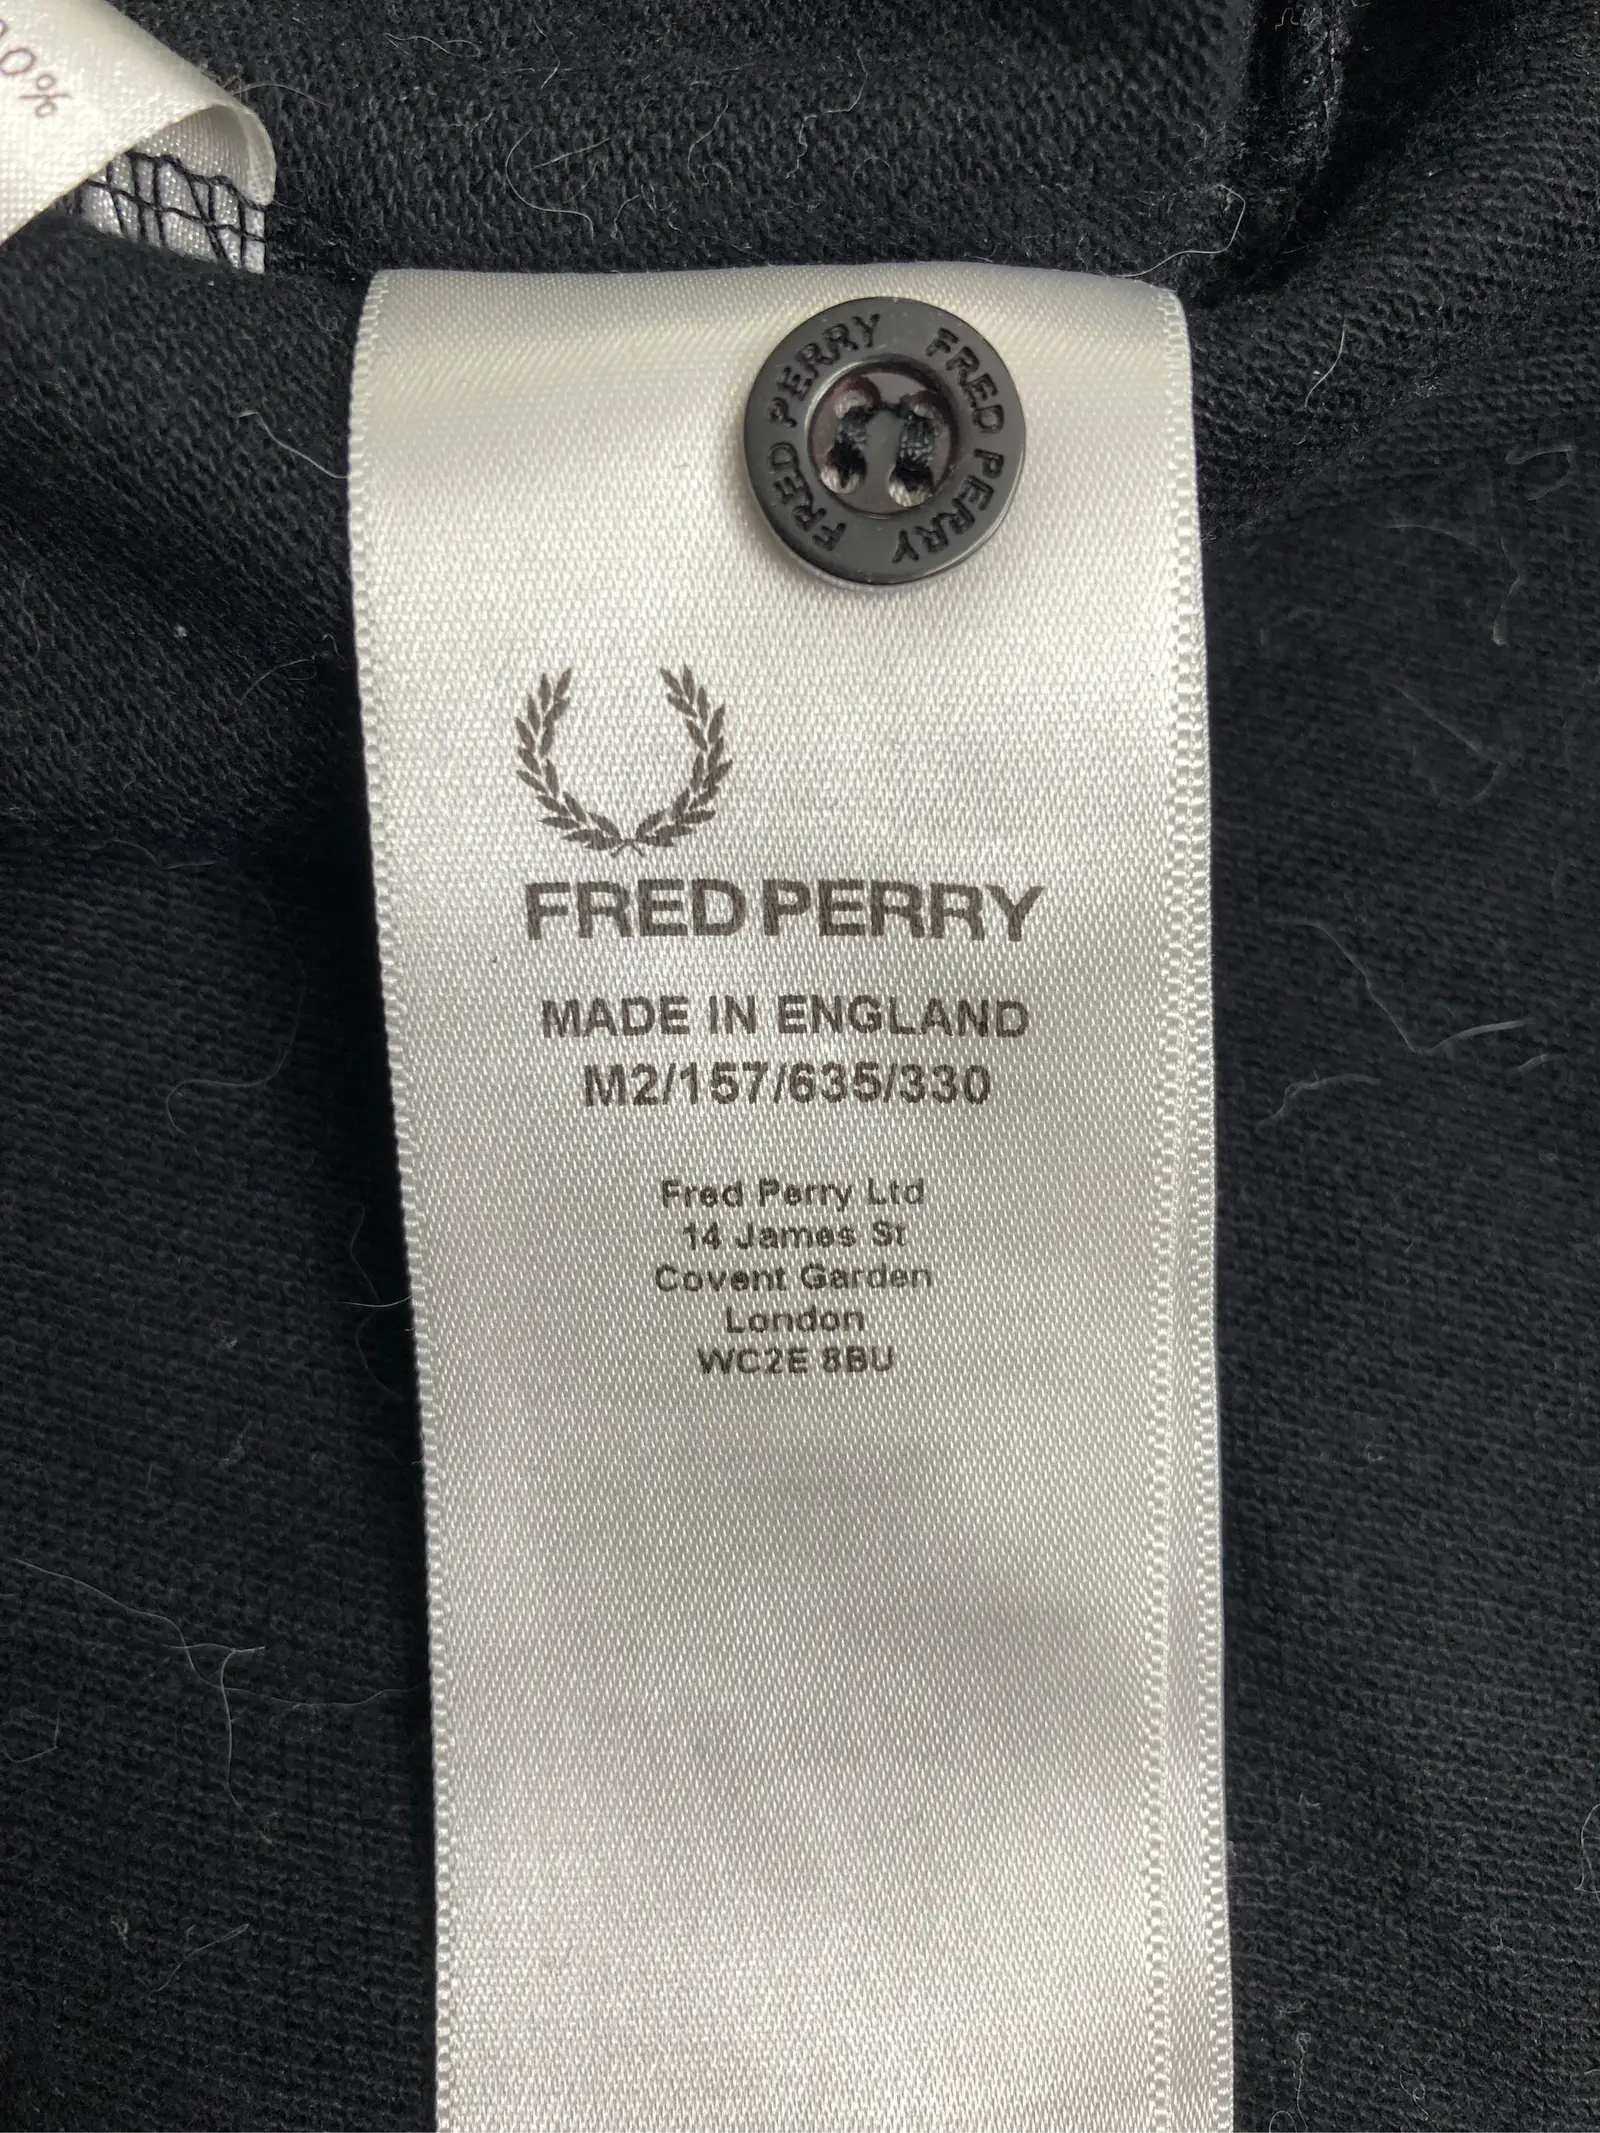 00%
FRED PERRY FRED PERRY
FRED PERRY
MADE IN ENGLAND
M2/157/635/330
Fred Perry Ltd
14 James St
Covent Garden
London
WC2E 8BU